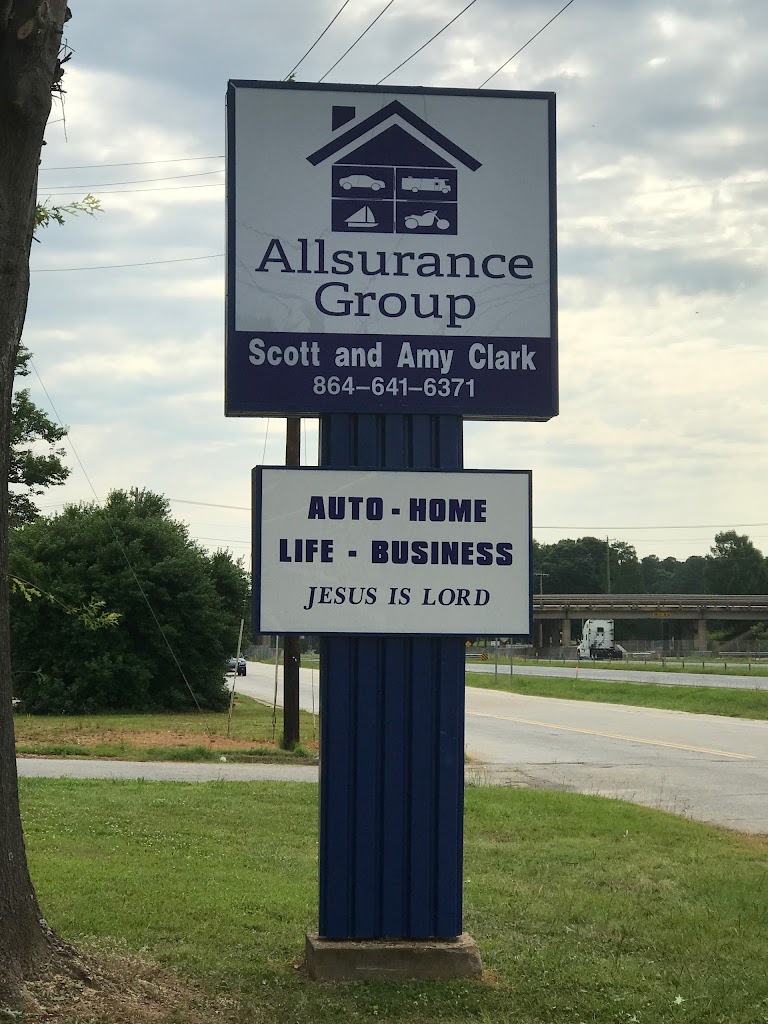 Allsurance
Group
Scott and Amy Clark
864-641-6371
AUTO - HOME
LIFE - BUSINESS
JESUS IS LORD